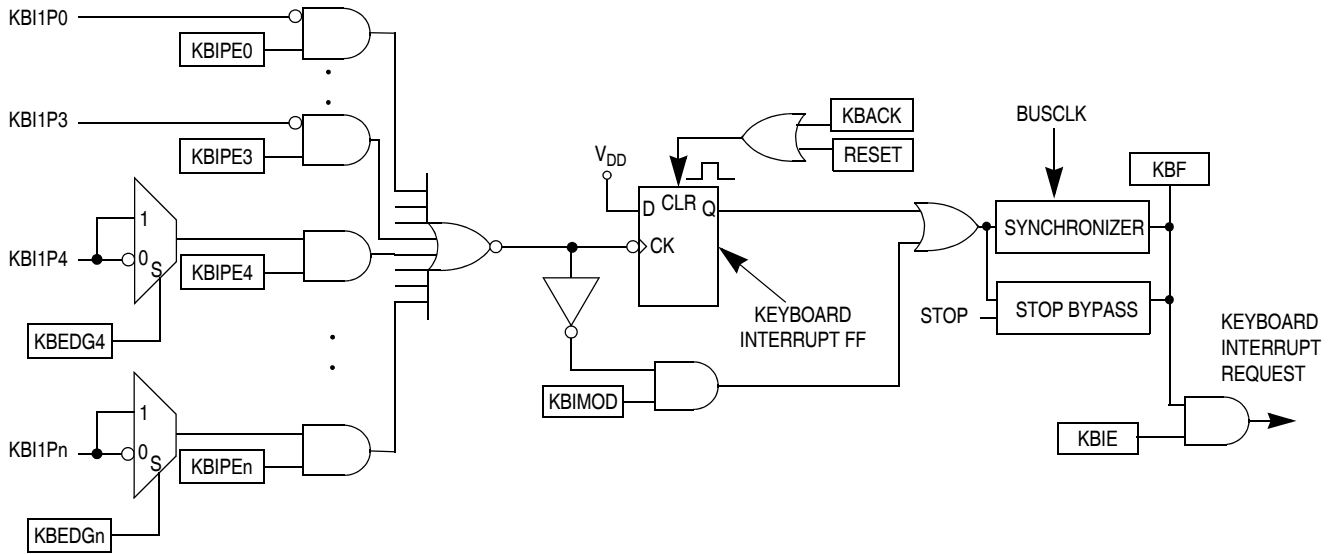 KBI1P0
KBIPE0
KBI1P3
KBIPE3
1
KBI1P4
0
S
KBIPE4
KBEDG4
1
KBI1Pn
0
S
KBIPEn
KBEDGn
VDD
D
CLR
Q
CK
KBACK
RESET
KEYBOARD
INTERRUPT FF
KBIMOD
BUSCLK
SYNCHRONIZER
KBF
STOP
STOP BYPASS
KEYBOARD
INTERRUPT
REQUEST
KBIE